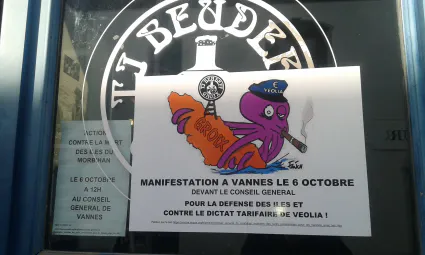 TI BEUDEFF
VEOLIA
GROIX
MANIFESTATION A VANNES LE 6 OCTOBRE
DEVANT LE CONSEIL GENERAL
POUR LA DEFENSE DES ILES ET
CONTRE LE DICTAT TARIFAIRE DE VEOLIA !
ACTION
CONTRE LA MORT
DES ILES DU
MORBIHAN
LE 6 OCTOBRE
A 12H
AU CONSEIL
GENERAL DE
VANNES